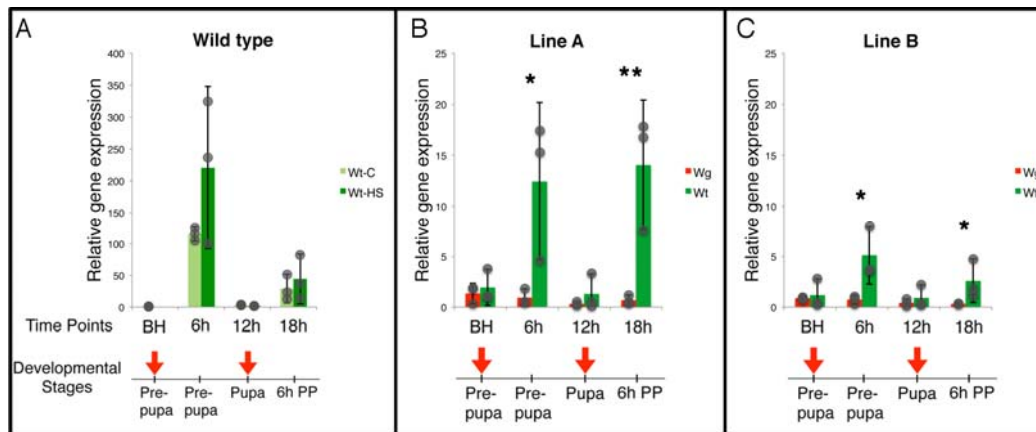 A
Wild type
Relative gene expression
400
350
300
250
200
150
100
50
0
Wt-C
Wt-HS
Time Points
BH 6h 12h 18h
Developmental
Stages
Pre-
pupa
Pre-
pupa
Pupa
6h PP
B
Line A
Relative gene expression
25
20
15
10
5
0
*
**
Wg
Wt
BH 6h 12h 18h
Pre-
pupa
Pre-
pupa
Pupa
6h PP
C
Line B
Relative gene expression
25
20
15
10
5
0
*
*
BH 6h 12h 18h
Pre-
pupa
Pre-
pupa
Pupa
6h PP